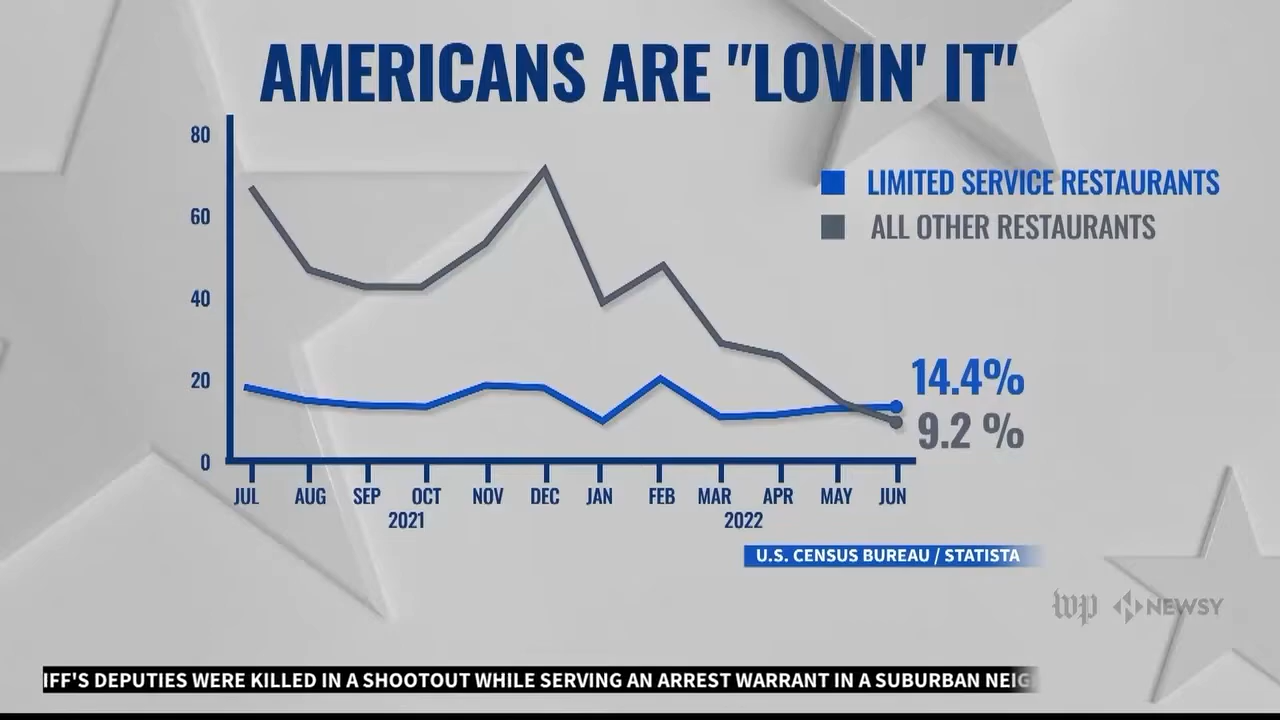 AMERICANS ARE "LOVIN' IT"
80
60
40
20
0
LIMITED SERVICE RESTAURANTS
ALL OTHER RESTAURANTS
14.4%
9.2 %
JUL AUG SEP OCT NOV DEC JAN FEB MAR APR MAY JUN
2021 2022
U.S. CENSUS BUREAU / STATISTA
wp NEWSY
IFF'S DEPUTIES WERE KILLED IN A SHOOTOUT WHILE SERVING AN ARREST WARRANT IN A SUBURBAN NEIG